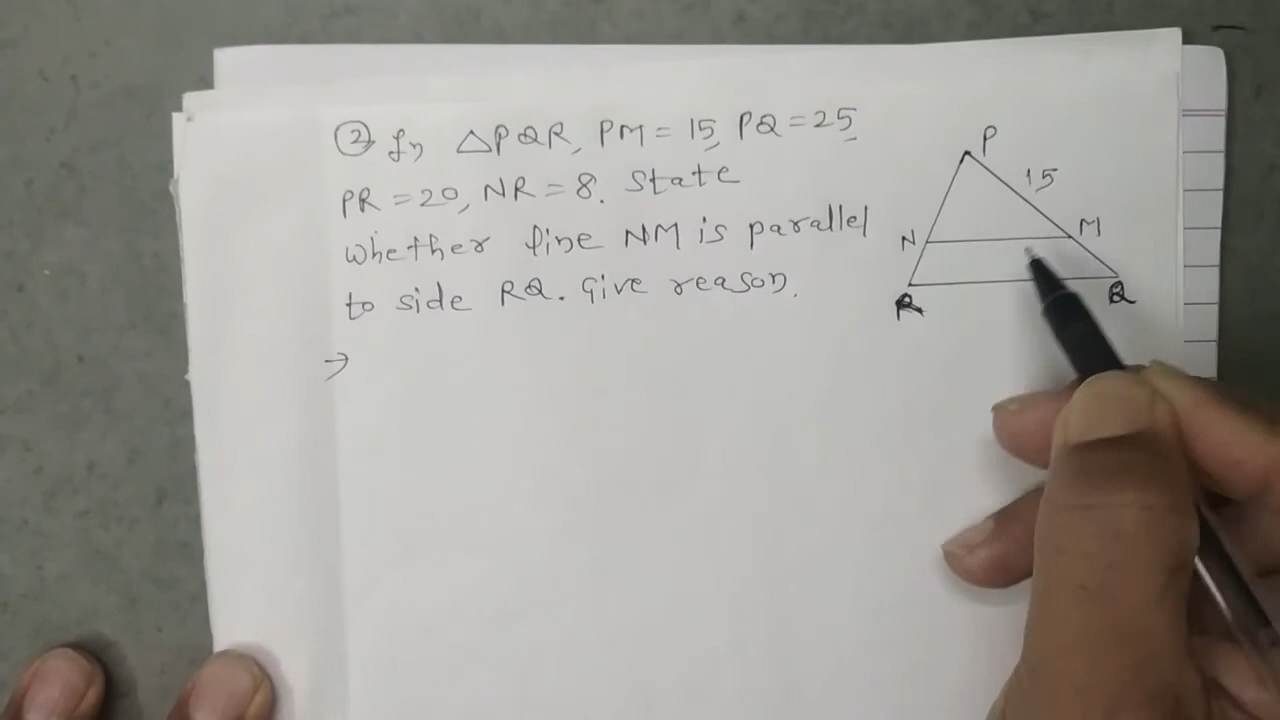 ② In △PQR, PM = 15, PQ = 25
PR = 20, NR = 8. State
whether line NM is parallel
to side RQ. Give reason.
→
P
15
N
M
R
Q